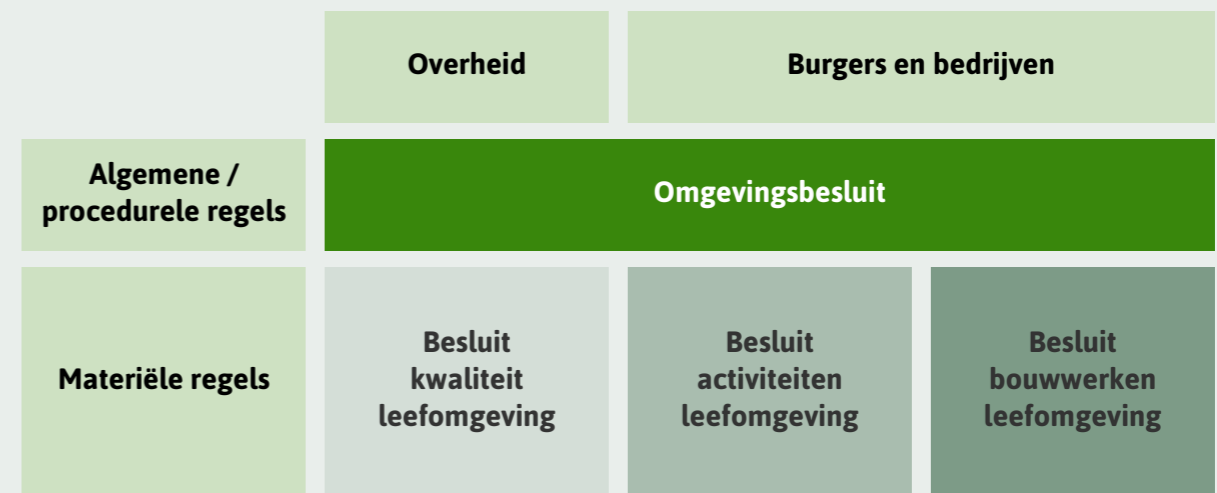 Overheid
Burgers en bedrijven
Algemene /
procedurele regels
Omgevingsbesluit
Materiële regels
Besluit
kwaliteit
leefomgeving
Besluit
activiteiten
leefomgeving
Besluit
bouwwerken
leefomgeving